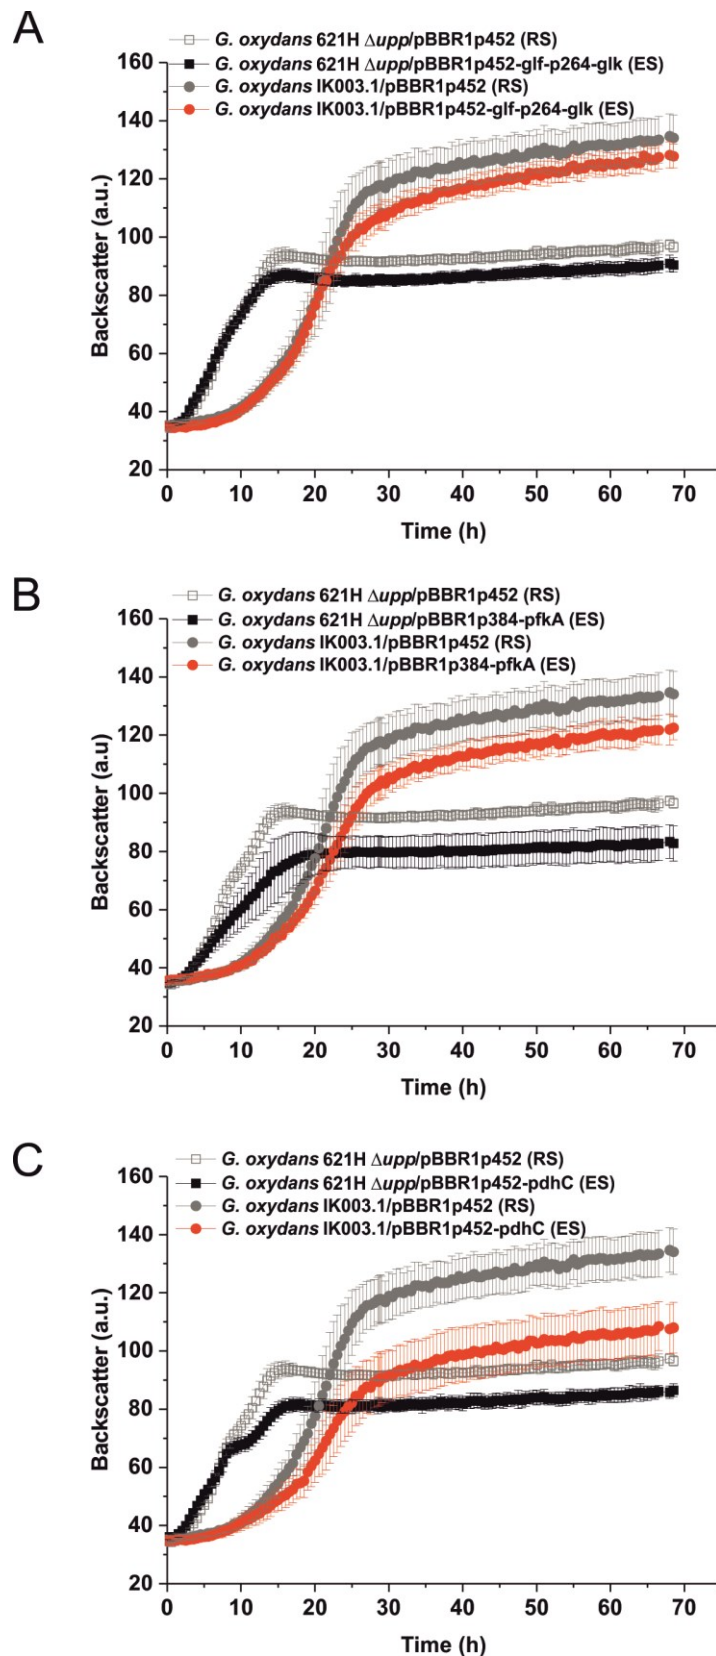 A
G. oxydans 621H Δupp/pBBR1p452 (RS)
G. oxydans 621H Δupp/pBBR1p452-glf-p264-glk (ES)
G. oxydans IK003.1/pBBR1p452 (RS)
G. oxydans IK003.1/pBBR1p452-glf-p264-glk (ES)
160
140
120
100
80
60
40
20
Backscatter (a.u.)
0 10 20 30 40 50 60 70
Time (h)
B
G. oxydans 621H Δupp/pBBR1p452 (RS)
G. oxydans 621H Δupp/pBBR1p384-pfkA (ES)
G. oxydans IK003.1/pBBR1p452 (RS)
G. oxydans IK003.1/pBBR1p384-pfkA (ES)
160
140
120
100
80
60
40
20
Backscatter (a.u)
0 10 20 30 40 50 60 70
Time (h)
C
G. oxydans 621H Δupp/pBBR1p452 (RS)
G. oxydans 621H Δupp/pBBR1p452-pdhC (ES)
G. oxydans IK003.1/pBBR1p452 (RS)
G. oxydans IK003.1/pBBR1p452-pdhC (ES)
160
140
120
100
80
60
40
20
Backscatter (a.u.)
0 10 20 30 40 50 60 70
Time (h)